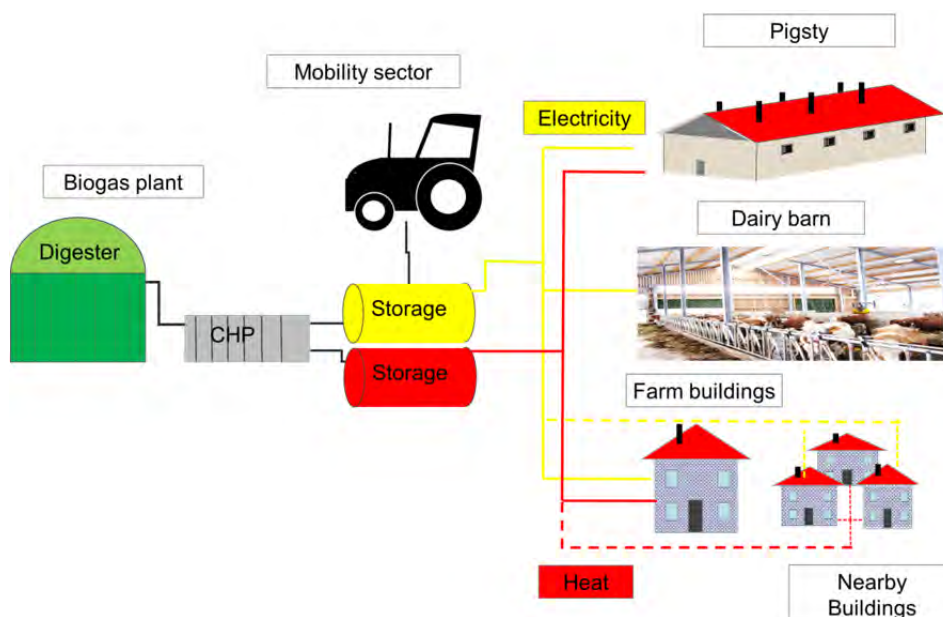 Pigsty
Mobility sector
Electricity
Biogas plant
Digester
Dairy barn
Storage
CHP
Storage
Farm buildings
Heat
Nearby
Buildings